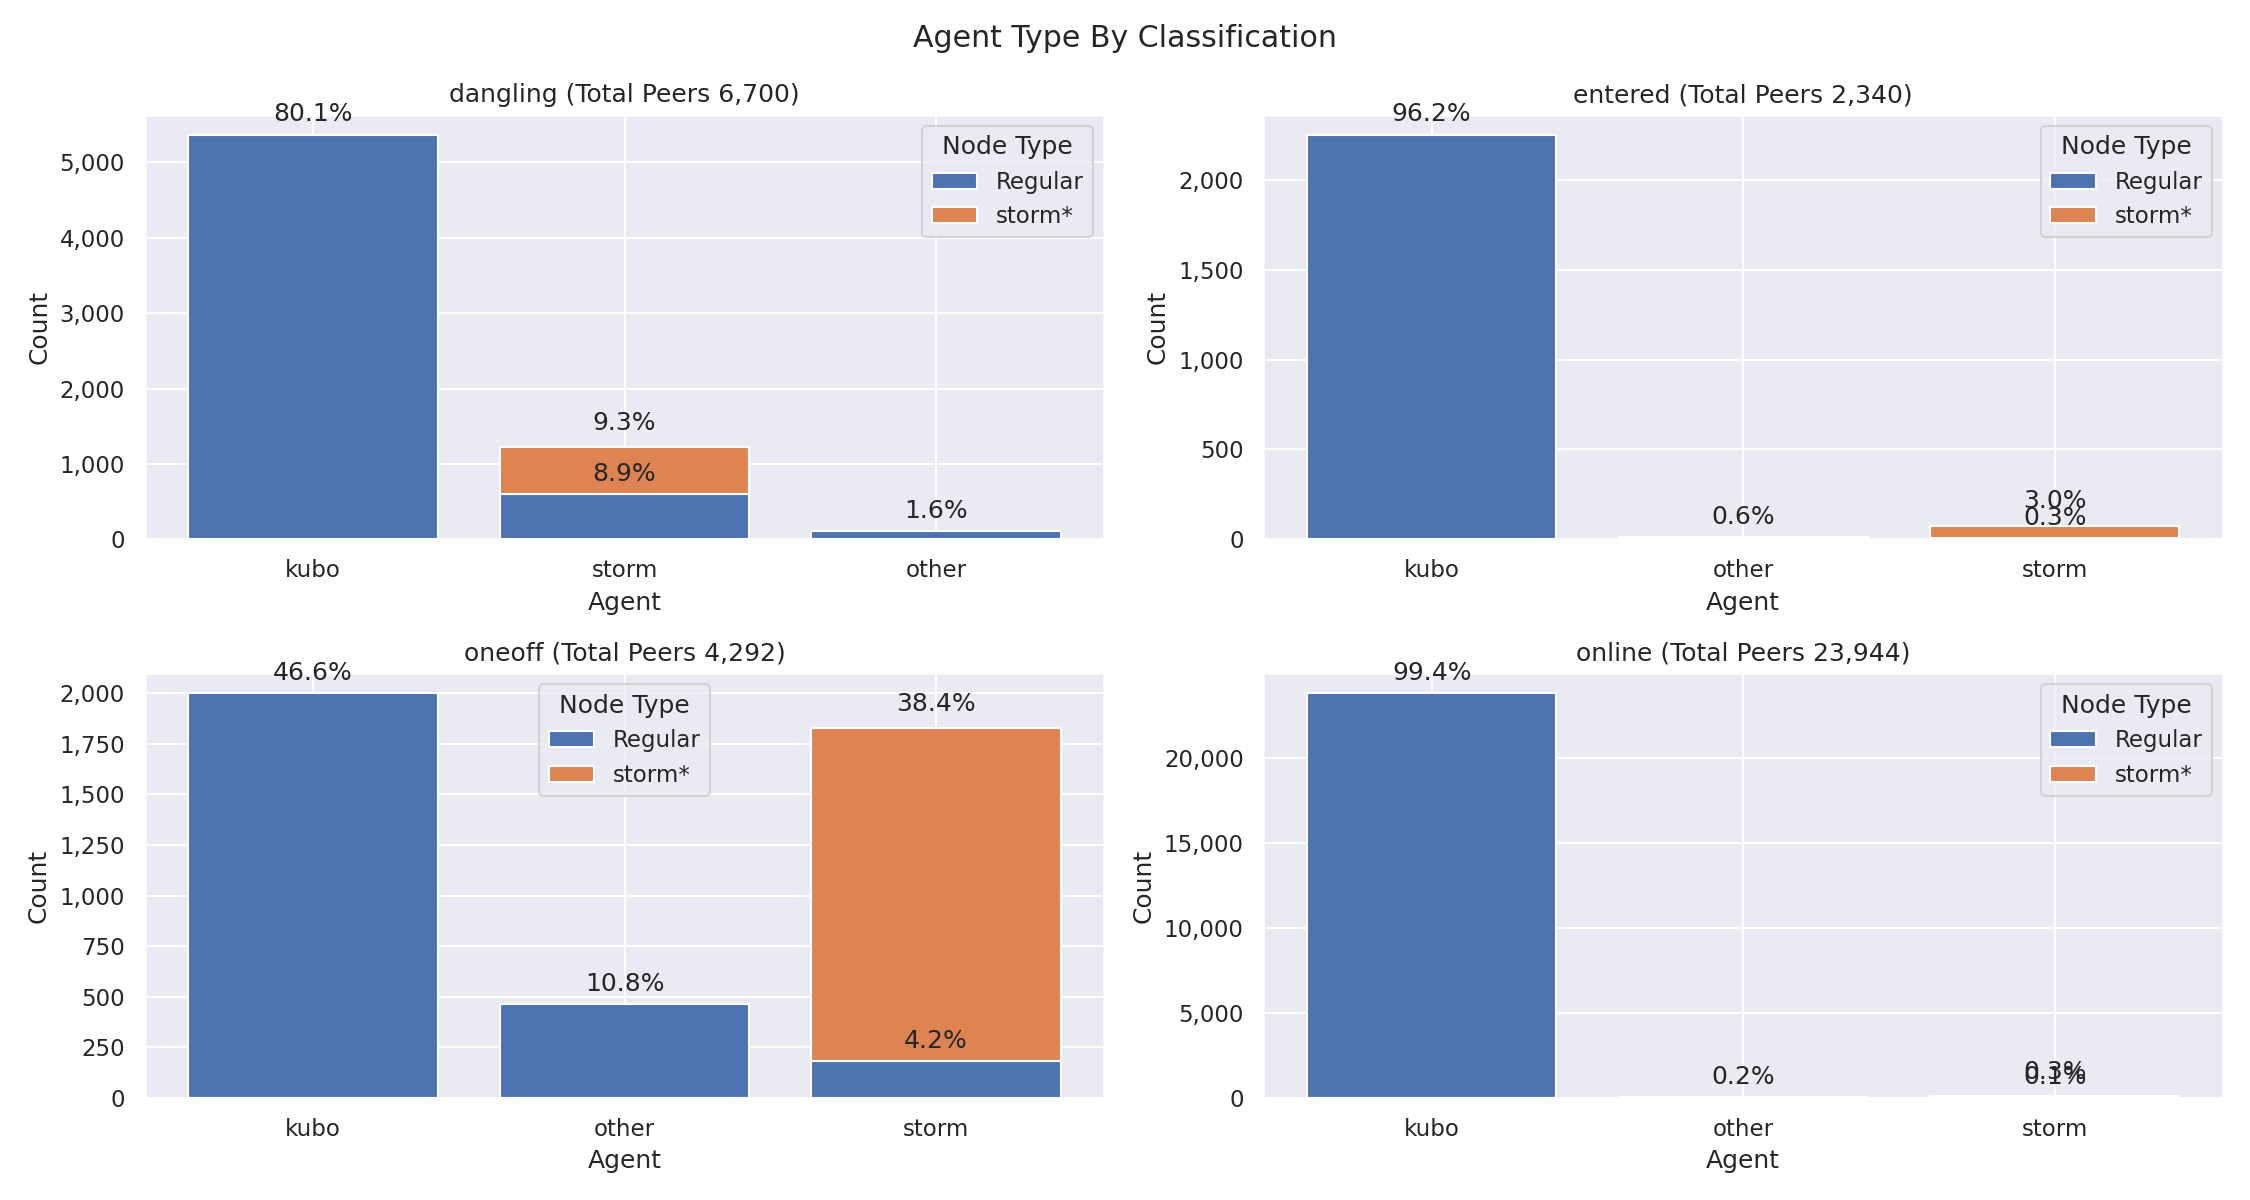 Agent Type By Classification
dangling (Total Peers 6,700)
80.1%
9.3%
8.9%
1.6%
Node Type
Regular
storm*
5,000
4,000
3,000
2,000
1,000
0
Count
kubo
storm
other
Agent
entered (Total Peers 2,340)
96.2%
0.6%
3.0%
0.3%
Node Type
Regular
storm*
2,000
1,500
1,000
500
0
Count
kubo
other
storm
Agent
oneoff (Total Peers 4,292)
46.6%
10.8%
38.4%
4.2%
Node Type
Regular
storm*
2,000
1,750
1,500
1,250
1,000
750
500
250
0
Count
kubo
other
storm
Agent
online (Total Peers 23,944)
99.4%
0.2%
0.3%
0.1%
Node Type
Regular
storm*
20,000
15,000
10,000
5,000
0
Count
kubo
other
storm
Agent